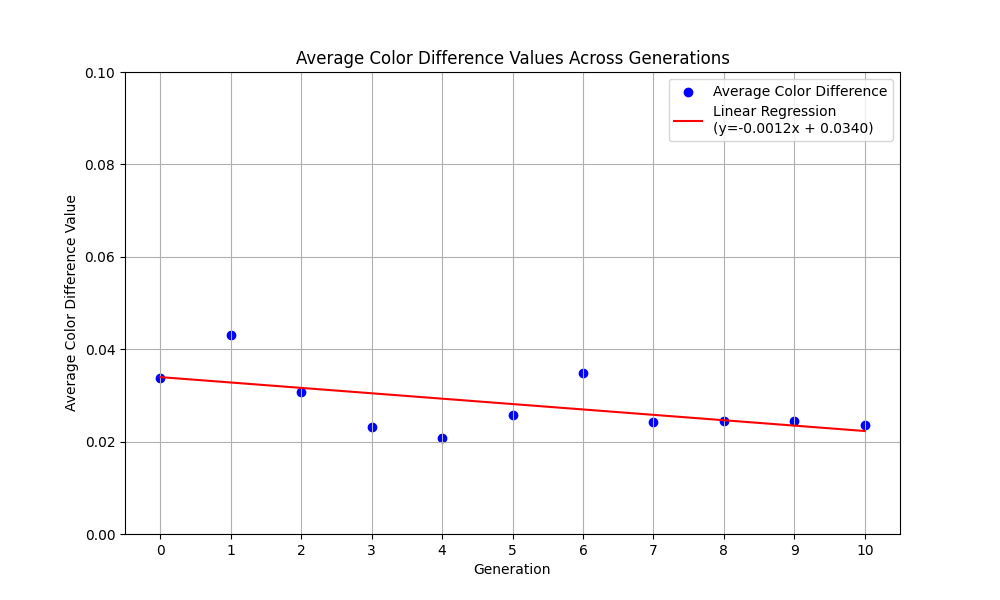 Average Color Difference Values Across Generations
Average Color Difference
Linear Regression
(y=-0.0012x + 0.0340)
Average Color Difference Value
0.10
0.08
0.06
0.04
0.02
0.00
0 1 2 3 4 5 6 7 8 9 10
Generation